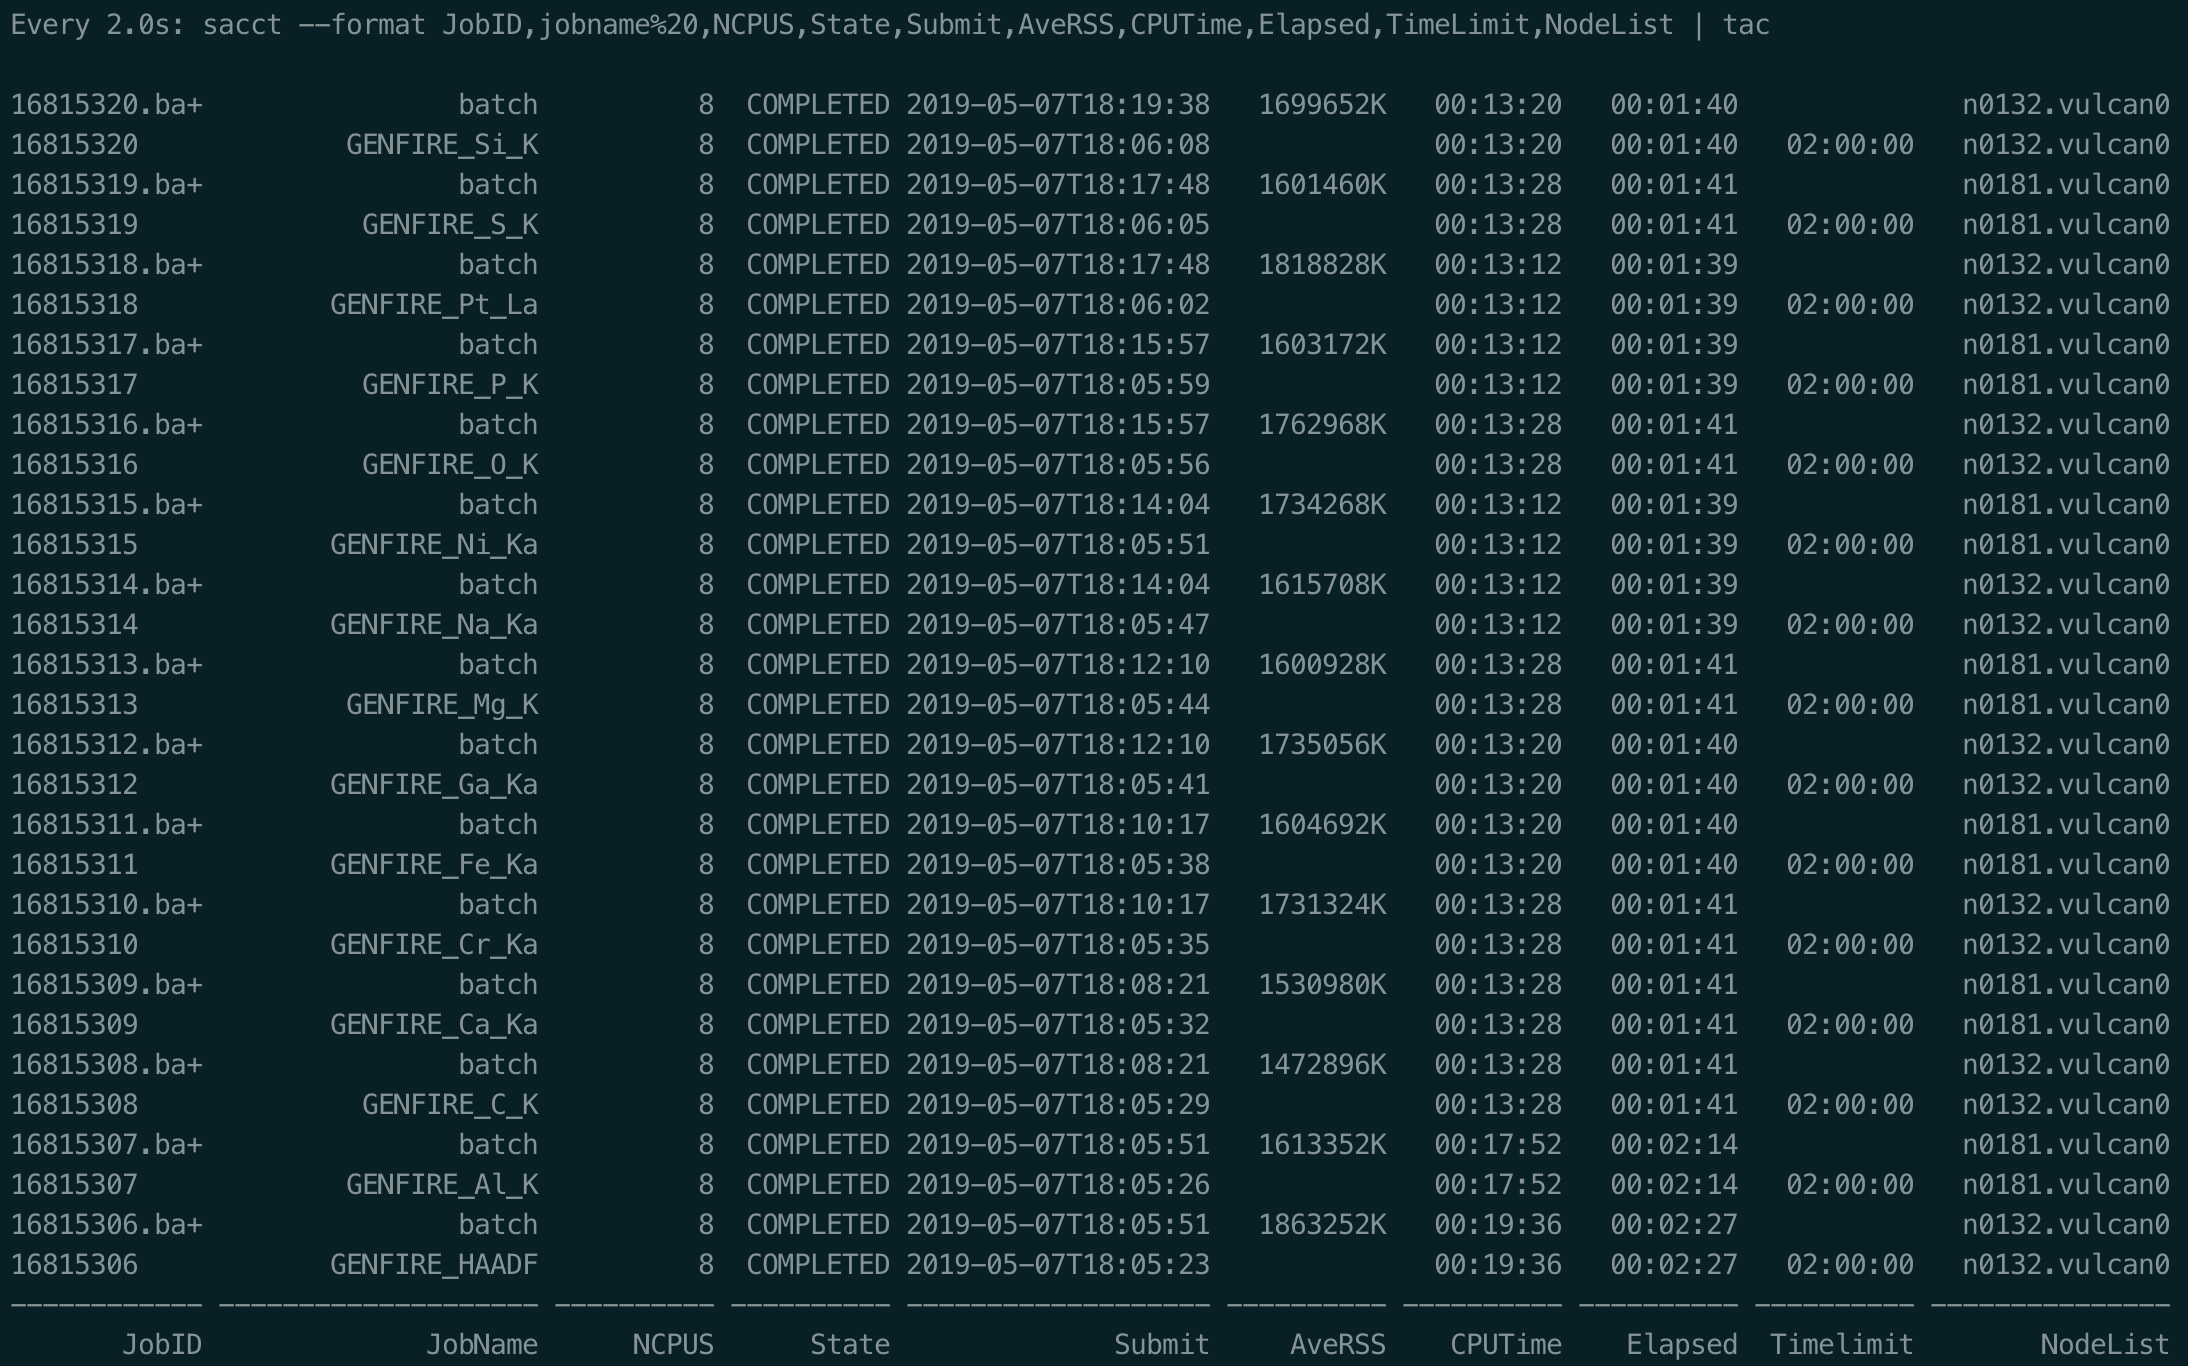 Every 2.0s: sacct --format JobID,jobname%20,NCPUS,State,Submit,AveRSS,CPUTime,Elapsed,TimeLimit,NodeList | tac
16815320.ba+ batch 8 COMPLETED 2019-05-07T18:19:38 1699652K 00:13:20 00:01:40 n0132.vulcan0
16815320 GENFIRE_Si_K 8 COMPLETED 2019-05-07T18:06:08 00:13:20 00:01:40 02:00:00 n0132.vulcan0
16815319.ba+ batch 8 COMPLETED 2019-05-07T18:17:48 1601460K 00:13:28 00:01:41 n0181.vulcan0
16815319 GENFIRE_S_K 8 COMPLETED 2019-05-07T18:06:05 00:13:28 00:01:41 02:00:00 n0181.vulcan0
16815318.ba+ batch 8 COMPLETED 2019-05-07T18:17:48 1818828K 00:13:12 00:01:39 n0132.vulcan0
16815318 GENFIRE_Pt_La 8 COMPLETED 2019-05-07T18:06:02 00:13:12 00:01:39 02:00:00 n0132.vulcan0
16815317.ba+ batch 8 COMPLETED 2019-05-07T18:15:57 1603172K 00:13:12 00:01:39 n0181.vulcan0
16815317 GENFIRE_P_K 8 COMPLETED 2019-05-07T18:05:59 00:13:12 00:01:39 02:00:00 n0181.vulcan0
16815316.ba+ batch 8 COMPLETED 2019-05-07T18:15:57 1762968K 00:13:28 00:01:41 n0132.vulcan0
16815316 GENFIRE_O_K 8 COMPLETED 2019-05-07T18:05:56 00:13:28 00:01:41 02:00:00 n0132.vulcan0
16815315.ba+ batch 8 COMPLETED 2019-05-07T18:14:04 1734268K 00:13:12 00:01:39 n0181.vulcan0
16815315 GENFIRE_Ni_Ka 8 COMPLETED 2019-05-07T18:05:51 00:13:12 00:01:39 02:00:00 n0181.vulcan0
16815314.ba+ batch 8 COMPLETED 2019-05-07T18:14:04 1615708K 00:13:12 00:01:39 n0132.vulcan0
16815314 GENFIRE_Na_Ka 8 COMPLETED 2019-05-07T18:05:47 00:13:12 00:01:39 02:00:00 n0132.vulcan0
16815313.ba+ batch 8 COMPLETED 2019-05-07T18:12:10 1600928K 00:13:28 00:01:41 n0181.vulcan0
16815313 GENFIRE_Mg_K 8 COMPLETED 2019-05-07T18:05:44 00:13:28 00:01:41 02:00:00 n0181.vulcan0
16815312.ba+ batch 8 COMPLETED 2019-05-07T18:12:10 1735056K 00:13:20 00:01:40 n0132.vulcan0
16815312 GENFIRE_Ga_Ka 8 COMPLETED 2019-05-07T18:05:41 00:13:20 00:01:40 02:00:00 n0132.vulcan0
16815311.ba+ batch 8 COMPLETED 2019-05-07T18:10:17 1604692K 00:13:20 00:01:40 n0181.vulcan0
16815311 GENFIRE_Fe_Ka 8 COMPLETED 2019-05-07T18:05:38 00:13:20 00:01:40 02:00:00 n0181.vulcan0
16815310.ba+ batch 8 COMPLETED 2019-05-07T18:10:17 1731324K 00:13:28 00:01:41 n0132.vulcan0
16815310 GENFIRE_Cr_Ka 8 COMPLETED 2019-05-07T18:05:35 00:13:28 00:01:41 02:00:00 n0132.vulcan0
16815309.ba+ batch 8 COMPLETED 2019-05-07T18:08:21 1530980K 00:13:28 00:01:41 n0181.vulcan0
16815309 GENFIRE_Ca_Ka 8 COMPLETED 2019-05-07T18:05:32 00:13:28 00:01:41 02:00:00 n0181.vulcan0
16815308.ba+ batch 8 COMPLETED 2019-05-07T18:08:21 1472896K 00:13:28 00:01:41 n0132.vulcan0
16815308 GENFIRE_C_K 8 COMPLETED 2019-05-07T18:05:29 00:13:28 00:01:41 02:00:00 n0132.vulcan0
16815307.ba+ batch 8 COMPLETED 2019-05-07T18:05:51 1613352K 00:17:52 00:02:14 n0181.vulcan0
16815307 GENFIRE_Al_K 8 COMPLETED 2019-05-07T18:05:26 00:17:52 00:02:14 02:00:00 n0181.vulcan0
16815306.ba+ batch 8 COMPLETED 2019-05-07T18:05:51 1863252K 00:19:36 00:02:27 n0132.vulcan0
16815306 GENFIRE_HAADF 8 COMPLETED 2019-05-07T18:05:23 00:19:36 00:02:27 02:00:00 n0132.vulcan0
------------ -------------------- ---------- ---------- ------------------- ---------- ---------- ---------- ---------- ---------------
JobID JobName NCPUS State Submit AveRSS CPUTime Elapsed Timelimit NodeList